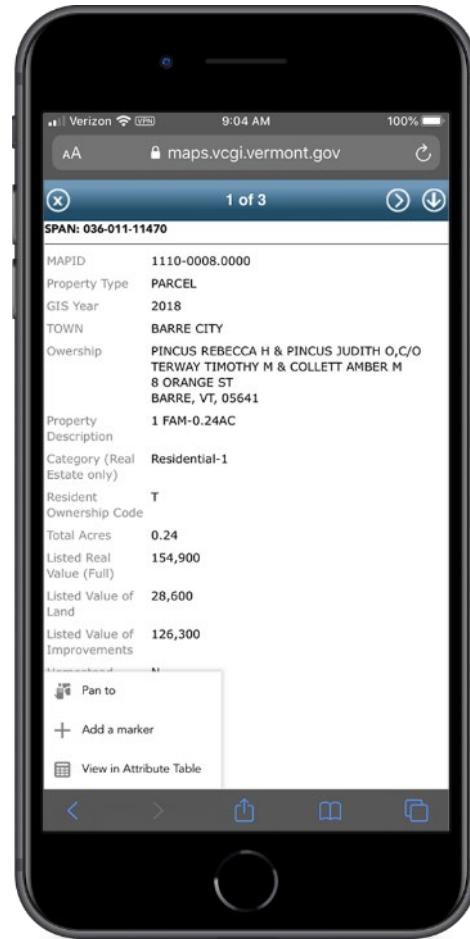 Verizon VPN 9:04 AM 100%
AA maps.vcgi.vermont.gov
1 of 3
SPAN: 036-011-11470
MAPID 1110-0008.0000
Property Type PARCEL
GIS Year 2018
TOWN BARRE CITY
Owership PINCUS REBECCA H & PINCUS JUDITH O,C/O
TERWAY TIMOTHY M & COLLETT AMBER M
8 ORANGE ST
BARRE, VT, 05641
Property 1 FAM-0.24AC
Description
Category (Real Residential-1
Estate only)
Resident T
Ownership Code
Total Acres 0.24
Listed Real 154,900
Value (Full)
Listed Value of 28,600
Land
Listed Value of 126,300
Improvements
Pan to
Add a marker
View in Attribute Table